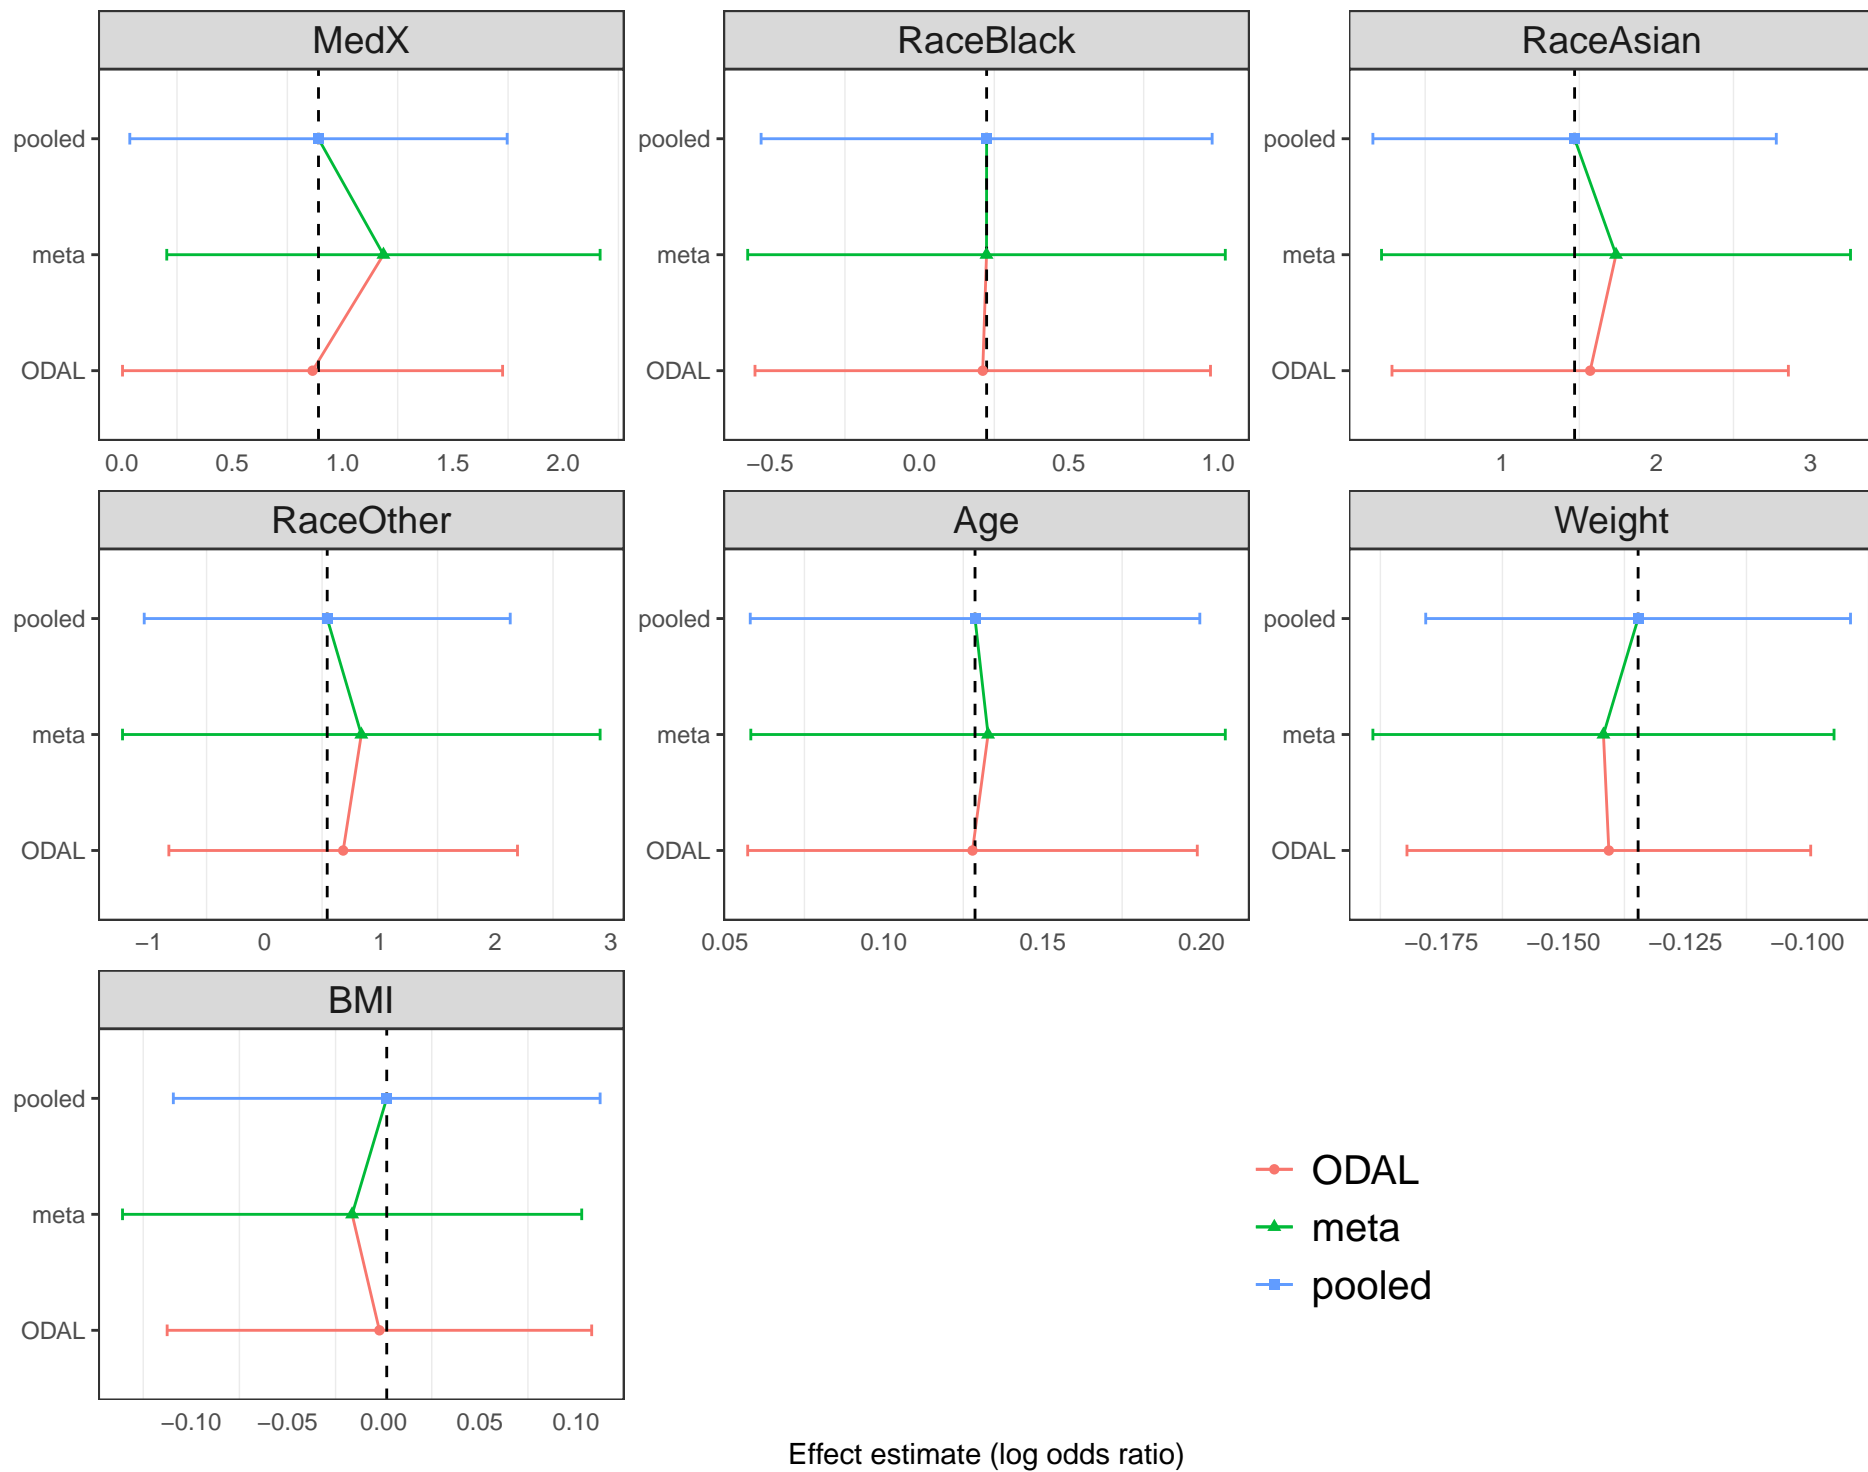 MedX
RaceBlack
RaceAsian
pooled
meta
ODAL
0.0 0.5 1.0 1.5 2.0
pooled
meta
ODAL
−0.5 0.0 0.5 1.0
pooled
meta
ODAL
1 2 3
RaceOther
Age
Weight
pooled
meta
ODAL
−1 0 1 2 3
pooled
meta
ODAL
0.05 0.10 0.15 0.20
pooled
meta
ODAL
−0.175 −0.150 −0.125 −0.100
BMI
pooled
meta
ODAL
−0.10 −0.05 0.00 0.05 0.10
ODAL
meta
pooled
Effect estimate (log odds ratio)